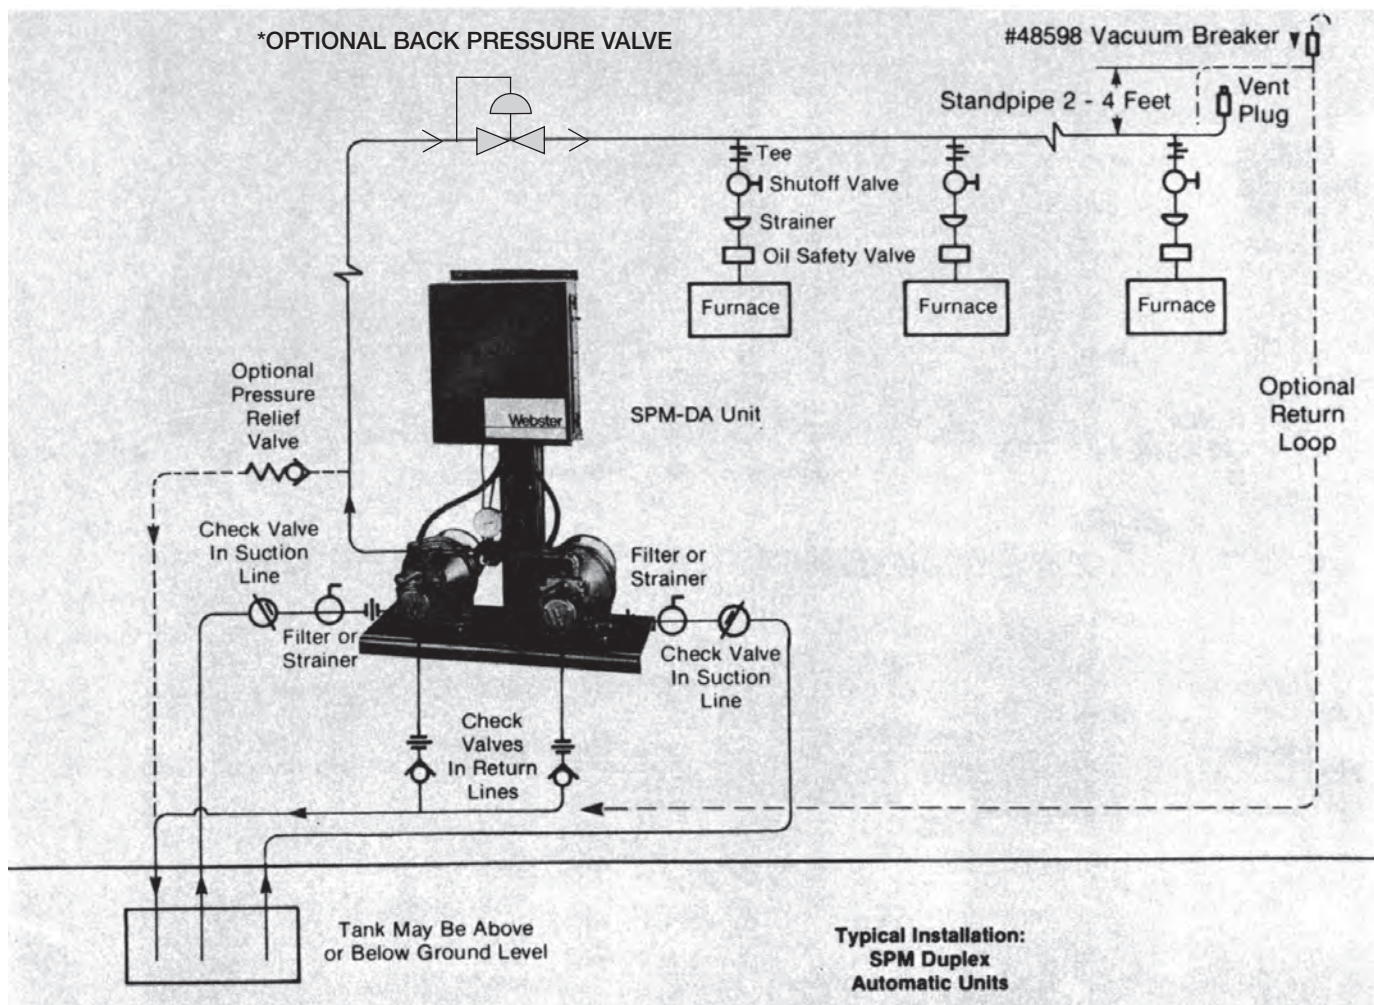 *OPTIONAL BACK PRESSURE VALVE
#48598 Vacuum Breaker
Standpipe 2 - 4 Feet
Vent
Plug
Tee
Shutoff Valve
Strainer
Oil Safety Valve
Furnace
Furnace
Furnace
Optional
Pressure
Relief
Valve
Webster
SPM-DA Unit
Optional
Return
Loop
Check Valve
In Suction
Line
Filter or
Strainer
Filter or
Strainer
Check Valve
In Suction
Line
Check
Valves
In Return
Lines
Tank May Be Above
or Below Ground Level
Typical Installation:
SPM Duplex
Automatic Units